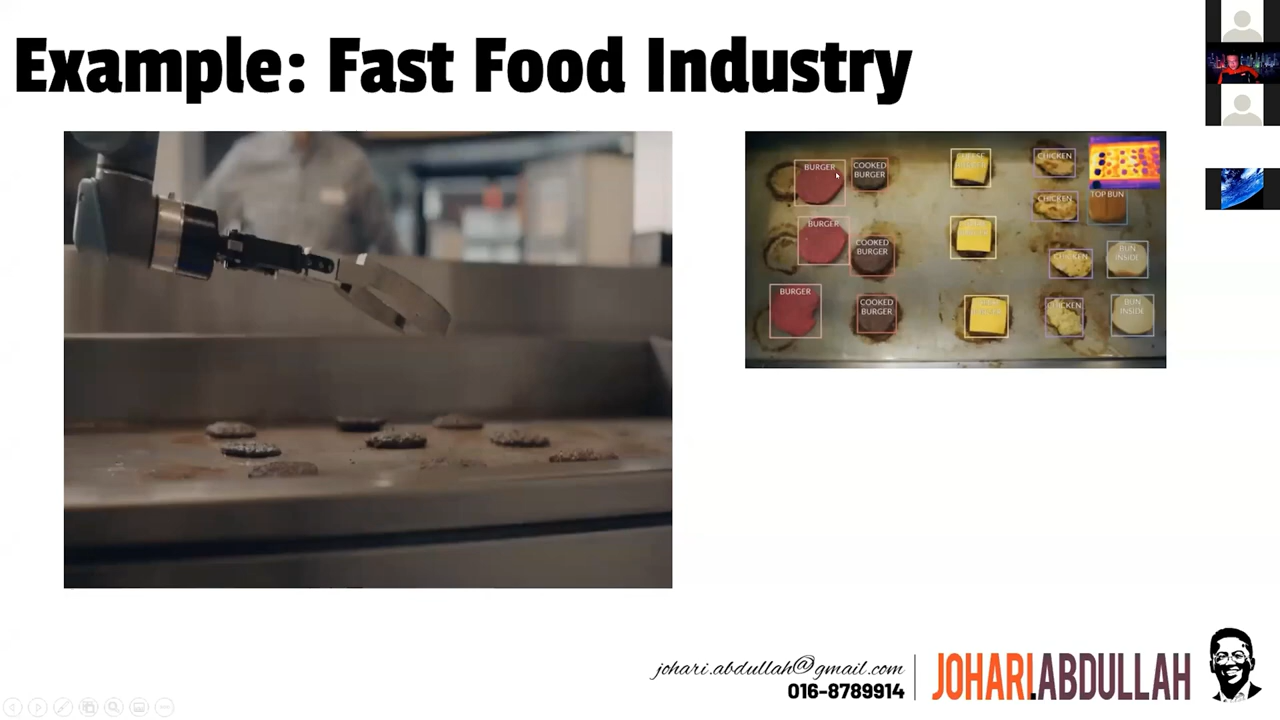 Example: Fast Food Industry
BURGER
COOKED
BURGER
CHEESE
CHICKEN
CHICKEN
TOP BUN
BURGER
COOKED
BURGER
CHICKEN
BUN
INSIDE
BURGER
COOKED
BURGER
CHICKEN
BUN
INSIDE
johari.abdullah@gmail.com
016-8789914
JOHARI.ABDULLAH